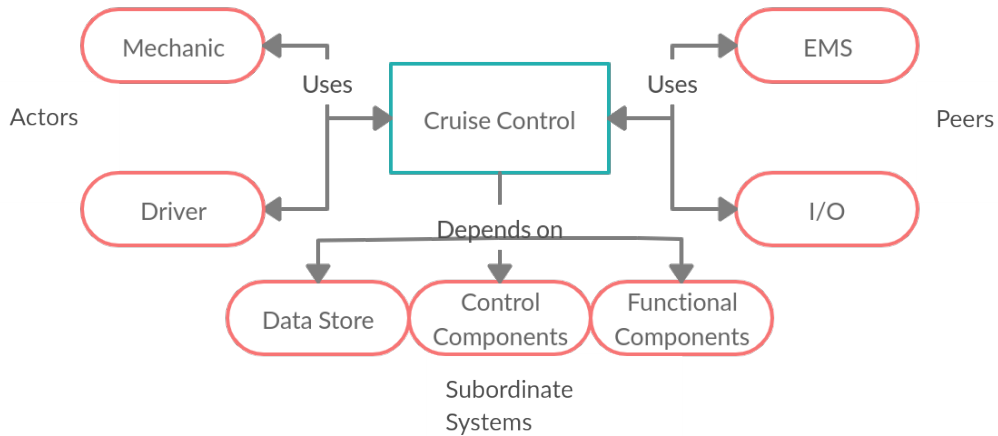 Mechanic
EMS
Uses
Uses
Actors
Cruise Control
Peers
Driver
I/O
Depends on
Data Store
Control
Components
Functional
Components
Subordinate
Systems